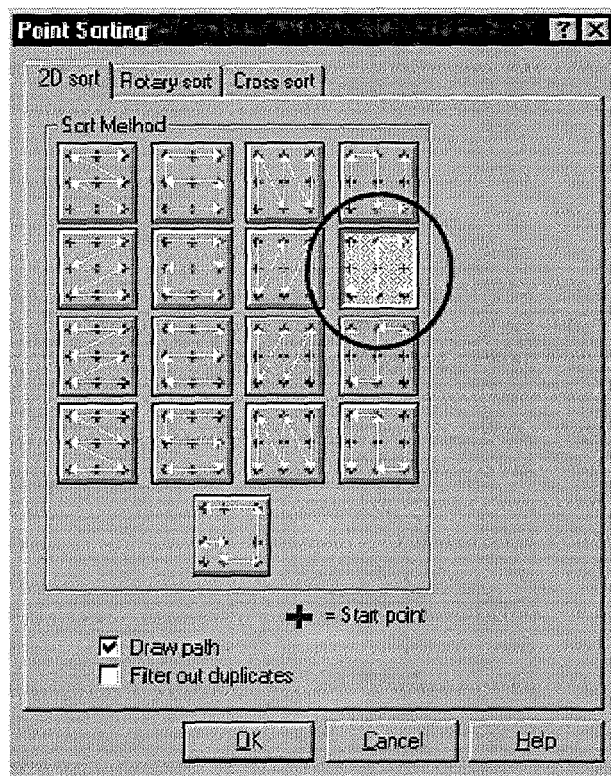 Point Sorting ? X
2D sort Rotary sort Cross sort
Sort Method
= Start point
Draw path
Filter out duplicates
OK Cancel Help